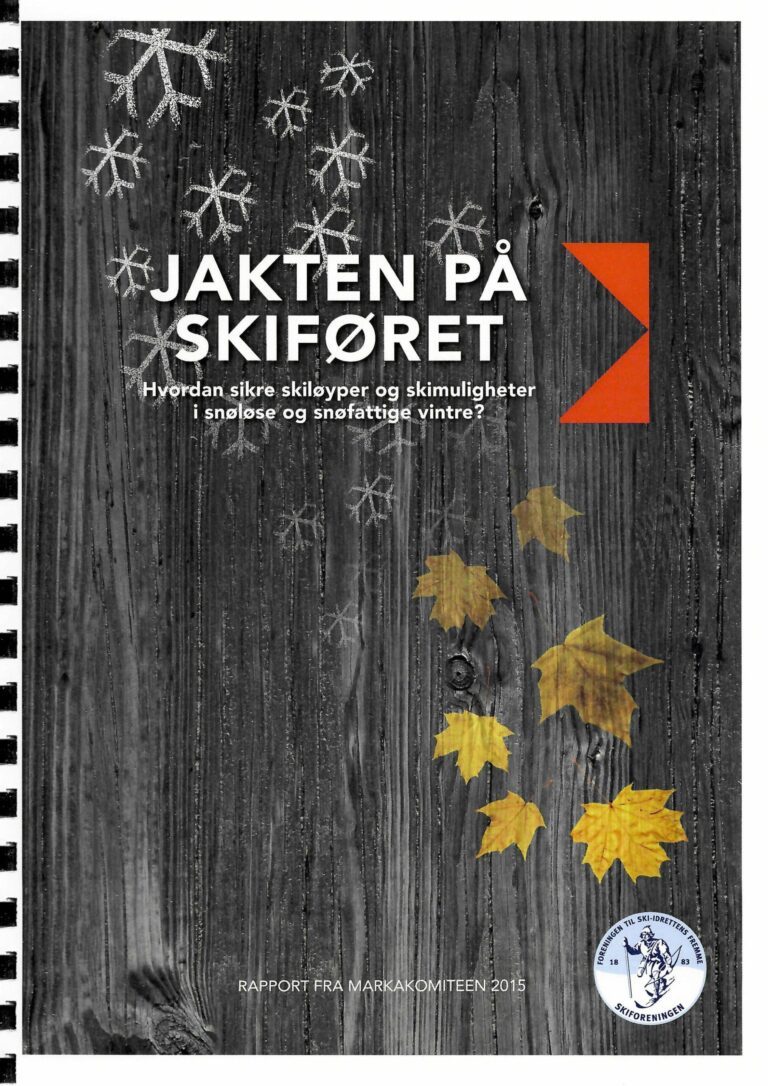 JAKTEN PÅ
SKIFØRET
Hvordan sikre skiløyper og skimuligheter
i snøløse og snøfattige vintre?
RAPPORT FRA MARKAKOMITEEN 2015
FORENINGEN TIL SKI-IDRETTENS FREMME
18 83
SKIFORENINGEN